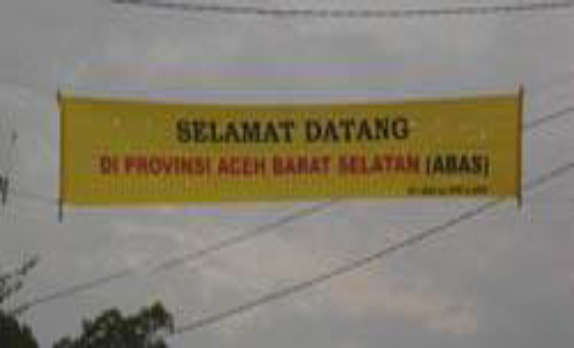 SELAMAT DATANG
DI PROVINSI ACEH BARAT SELATAN (ABAS)